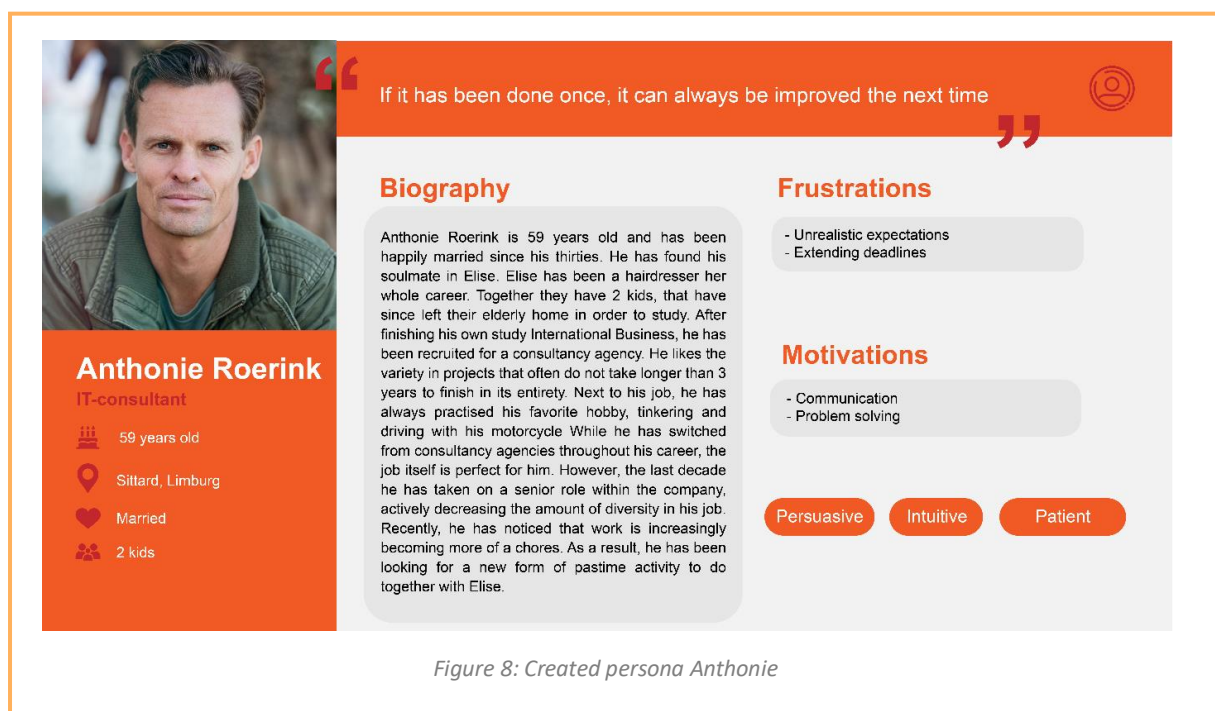 “
If it has been done once, it can always be improved the next time
”
Anthonie Roerink
IT-consultant
59 years old
Sittard, Limburg
Married
2 kids
Biography
Anthonie Roerink is 59 years old and has been
happily married since his thirties. He has found his
soulmate in Elise. Elise has been a hairdresser her
whole career. Together they have 2 kids, that have
since left their elderly home in order to study. After
finishing his own study International Business, he has
been recruited for a consultancy agency. He likes the
variety in projects that often do not take longer than 3
years to finish in its entirety. Next to his job, he has
always practised his favorite hobby, tinkering and
driving with his motorcycle While he has switched
from consultancy agencies throughout his career, the
job itself is perfect for him. However, the last decade
he has taken on a senior role within the company,
actively decreasing the amount of diversity in his job.
Recently, he has noticed that work is increasingly
becoming more of a chores. As a result, he has been
looking for a new form of pastime activity to do
together with Elise.
Frustrations
- Unrealistic expectations
- Extending deadlines
Motivations
- Communication
- Problem solving
Persuasive
Intuitive
Patient
Figure 8: Created persona Anthonie